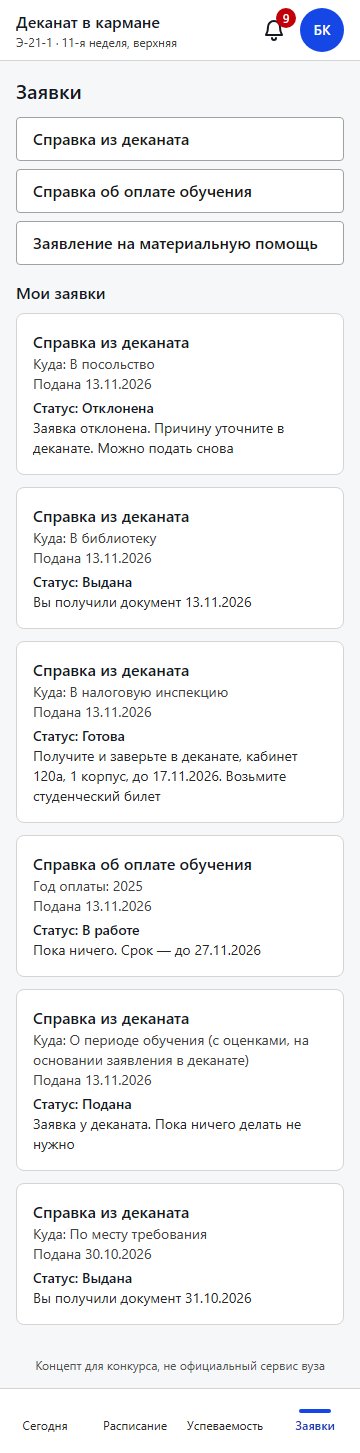 Деканат в кармане
Э-21-1 · 11-я неделя, верхняя
9
БК
Заявки
Справка из деканата
Справка об оплате обучения
Заявление на материальную помощь
Мои заявки
Справка из деканата
Куда: В посольство
Подана 13.11.2026
Статус: Отклонена
Заявка отклонена. Причину уточните в
деканате. Можно подать снова
Справка из деканата
Куда: В библиотеку
Подана 13.11.2026
Статус: Выдана
Вы получили документ 13.11.2026
Справка из деканата
Куда: В налоговую инспекцию
Подана 13.11.2026
Статус: Готова
Получите и заверьте в деканате, кабинет
120а, 1 корпус, до 17.11.2026. Возьмите
студенческий билет
Справка об оплате обучения
Год оплаты: 2025
Подана 13.11.2026
Статус: В работе
Пока ничего. Срок — до 27.11.2026
Справка из деканата
Куда: О периоде обучения (с оценками, на
основании заявления в деканате)
Подана 13.11.2026
Статус: Подана
Заявка у деканата. Пока ничего делать не
нужно
Справка из деканата
Куда: По месту требования
Подана 30.10.2026
Статус: Выдана
Вы получили документ 31.10.2026
Концепт для конкурса, не официальный сервис вуза
Сегодня
Расписание
Успеваемость
Заявки